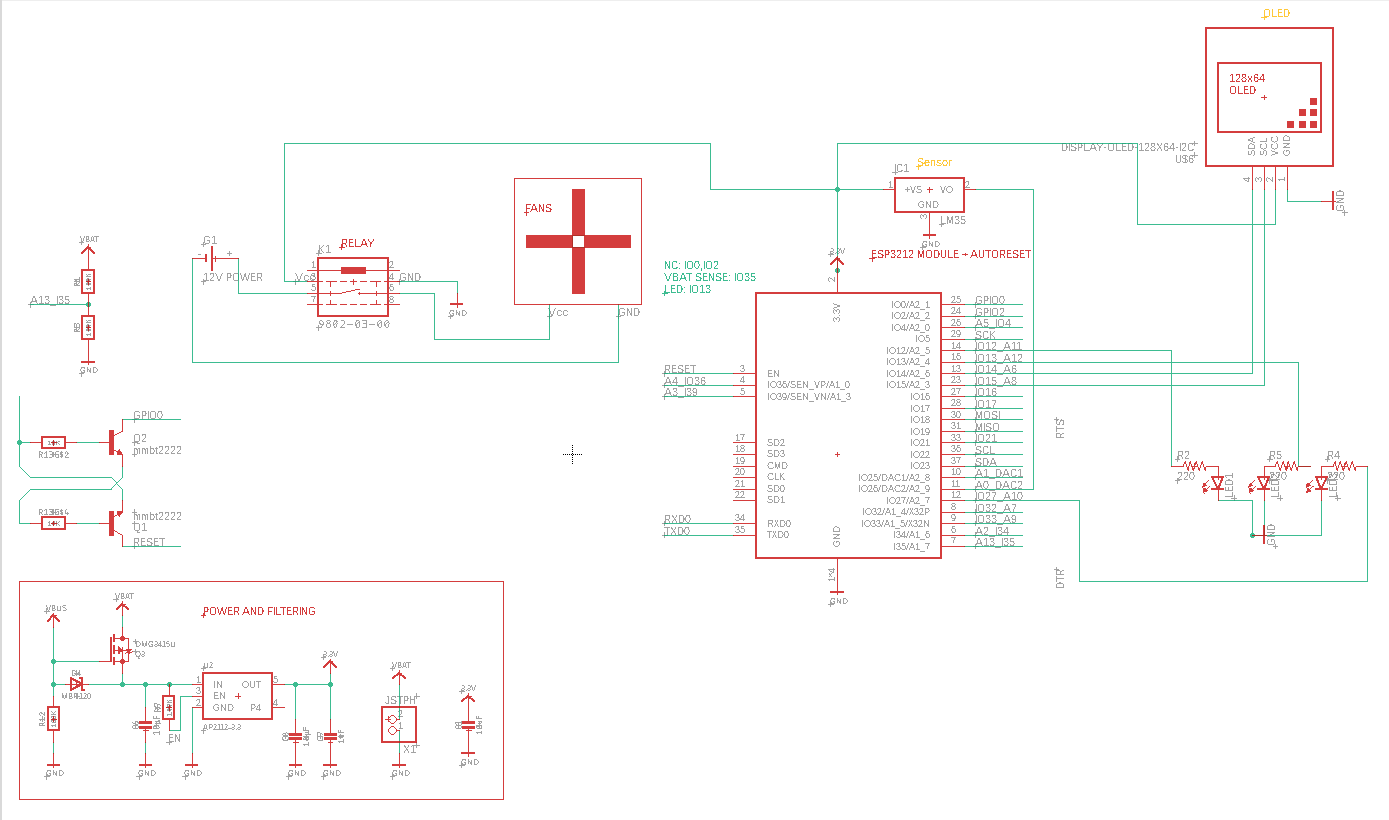 OLED
128x64
OLED
SDA
SCL
VCC
GND
4
3
2
1
GND
DISPLAY-OLED-128X64-I2C
U$6
Sensor
IC1
1
+VS
VO
2
GND
3
LM35
GND
3.3V
ESP3212 MODULE + AUTORESET
FANS
Vcc
GND
G1
+
-
12V POWER
K1
RELAY
1
2
Vcc
3
4
GND
5
6
7
8
9802-03-00
GND
NC: IO0,IO2
VBAT SENSE: IO35
LED: IO13
VBAT
A13_I35
GND
2
3.3V
RESET
3
EN
A4_IO36
4
IO36/SEN_VP/A1_0
A3_I39
5
IO39/SEN_VN/A1_3
17
SD2
18
SD3
19
CMD
20
CLK
21
SD0
22
SD1
RXD0
34
RXD0
TXD0
35
TXD0
IO0/A2_1
25
GPIO0
IO2/A2_2
24
GPIO2
IO4/A2_0
26
A5_IO4
IO5
29
SCK
IO12/A2_5
14
IO12_A11
IO13/A2_4
16
IO13_A12
IO14/A2_6
13
IO14_A6
IO15/A2_3
23
IO15_A8
IO16
27
IO16
IO17
28
IO17
IO18
30
MOSI
IO19
31
MISO
IO21
33
IO21
IO22
36
SCL
IO23
37
SDA
IO25/DAC1/A2_8
10
A1_DAC1
IO26/DAC2/A2_9
11
A0_DAC2
IO27/A2_7
12
IO27_A10
IO32/A1_4/X32P
8
IO32_A7
IO33/A1_5/X32N
9
IO33_A9
I34/A1_6
6
A2_I34
I35/A1_7
7
A13_I35
GND
1*4
GND
RTS
DTR
R2
220
LED1
R5
220
R4
220
GND
GPIO0
Q2
mmbt2222
mmbt2222
Q1
RESET
POWER AND FILTERING
VBUS
VBAT
DMG3415U
Q3
MBR120
GND
GND
EN
u2
1
IN
3
EN
2
GND
OUT
5
P4
4
AP2112-3.3
GND
3.3V
GND
GND
VBAT
JSTPH
2
1
X1
GND
3.3V
GND